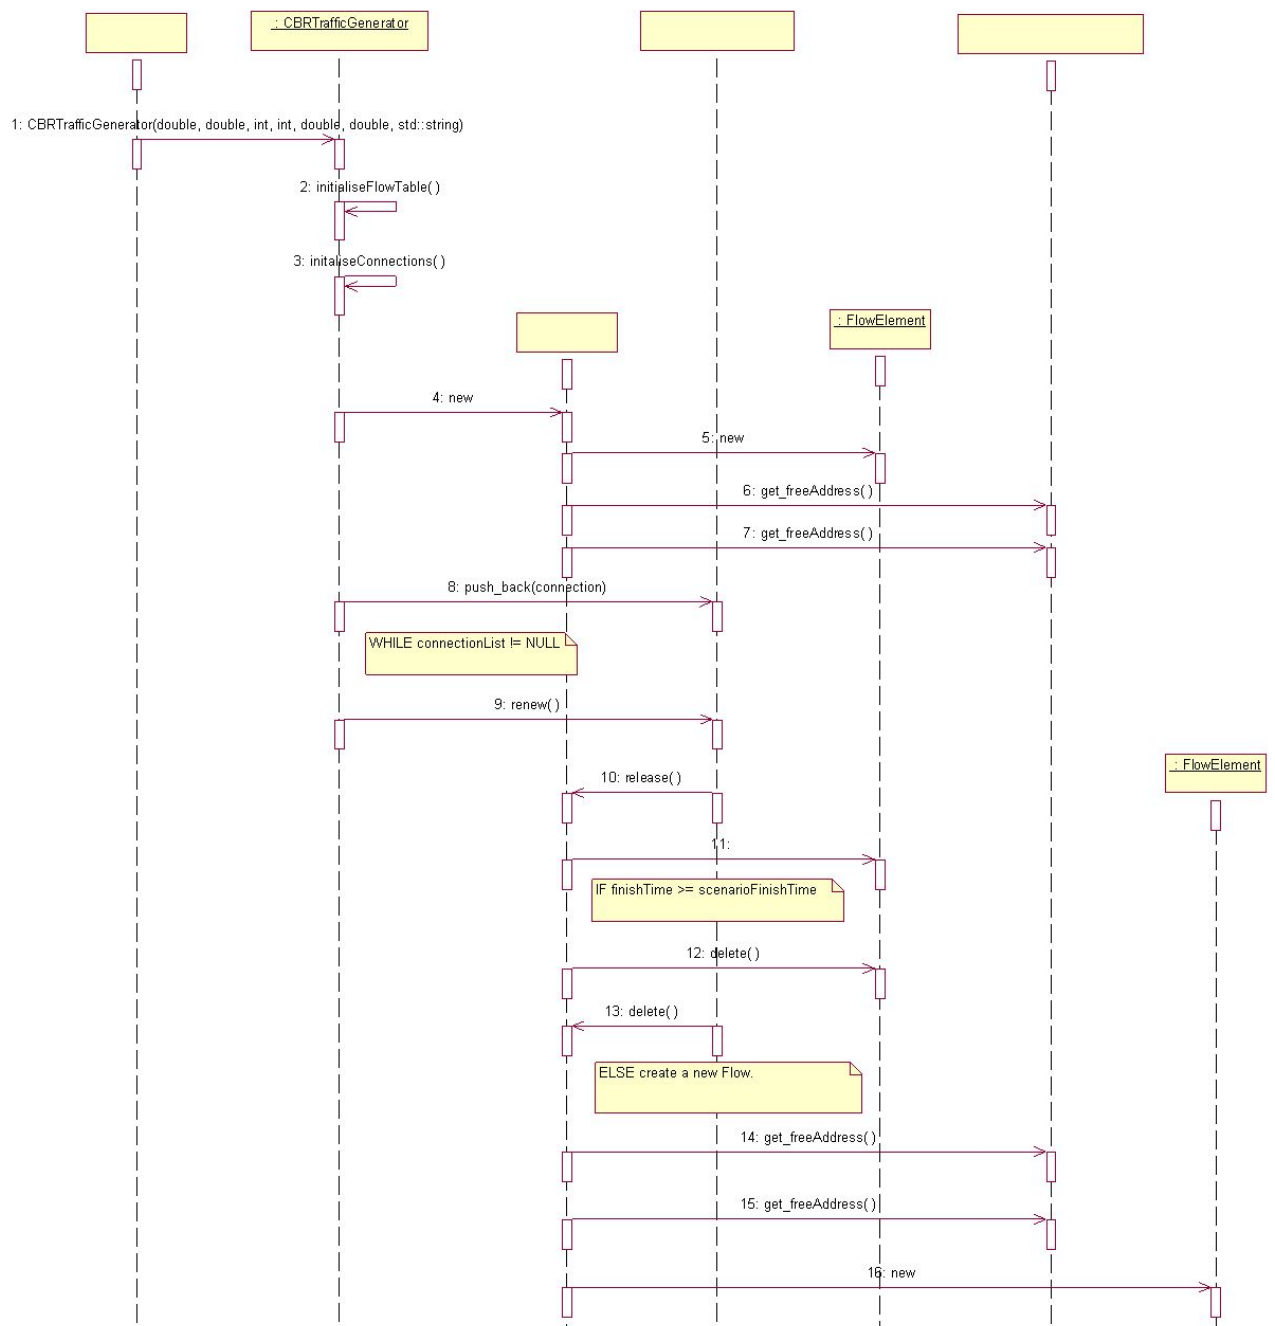 : CBRTrafficGenerator
1: CBRTrafficGenerator(double, double, int, int, double, double, std::string)
2: initialiseFlowTable( )
3: initaliseConnections( )
: FlowElement
4: new
5: new
6: get_freeAddress( )
7: get_freeAddress( )
8: push_back(connection)
WHILE connectionList != NULL
9: renew( )
: FlowElement
10: release( )
11:
IF finishTime >= scenarioFinishTime
12: delete( )
13: delete( )
ELSE create a new Flow.
14: get_freeAddress( )
15: get_freeAddress( )
16: new